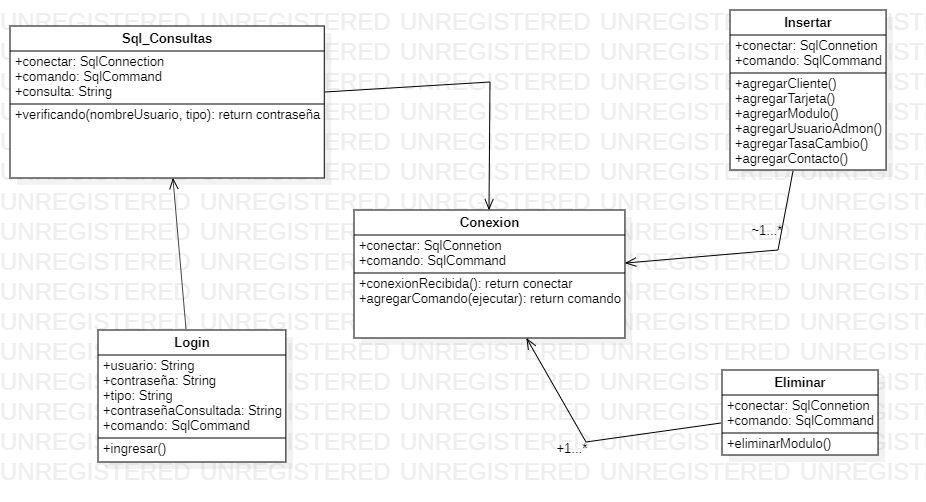 Sql_Consultas
+conectar: SqlConnection
+comando: SqlCommand
+consulta: String
+verificando(nombreUsuario, tipo): return contraseña
Insertar
+conectar: SqlConnetion
+comando: SqlCommand
+agregarCliente()
+agregarTarjeta()
+agregarModulo()
+agregarUsuarioAdmon()
+agregarTasaCambio()
+agregarContacto()
~1...*
Conexion
+conectar: SqlConnetion
+comando: SqlCommand
+conexionRecibida(): return conectar
+agregarComando(ejecutar): return comando
Login
+usuario: String
+contraseña: String
+tipo: String
+contraseñaConsultada: String
+comando: SqlCommand
+ingresar()
Eliminar
+conectar: SqlConnetion
+comando: SqlCommand
+eliminarModulo()
+1...*
UNREGISTERED